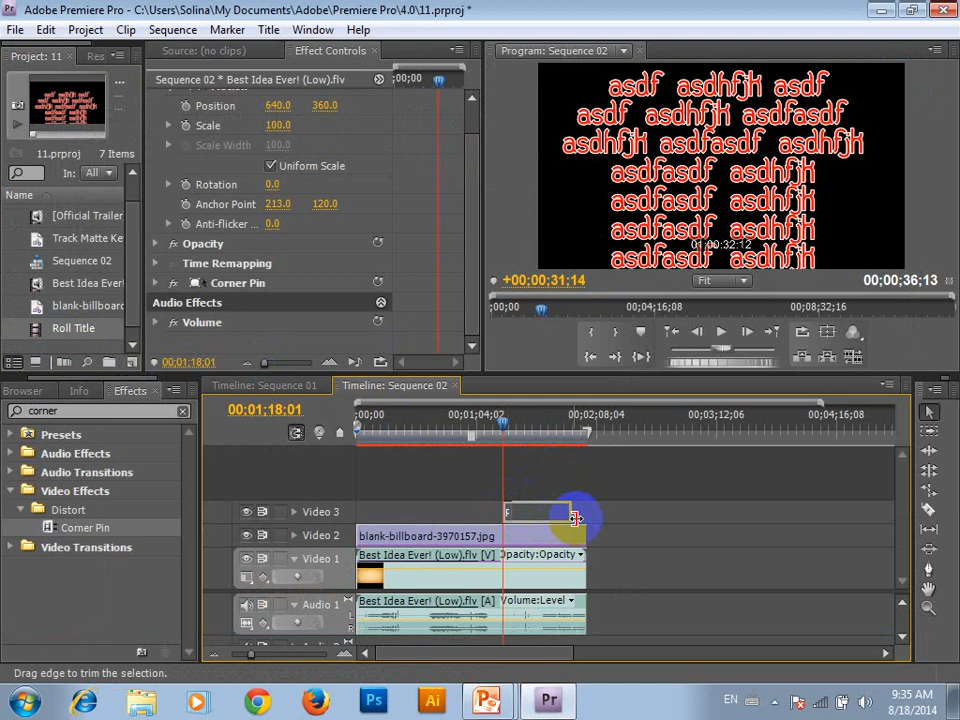 Adobe Premiere Pro - C:\Users\Solina\My Documents\Adobe\Premiere Pro\4.0\11.prproj *
File Edit Project Clip Sequence Marker Title Window Help
Project: 11 Res
11.prproj 7 Items
In: All
Name
[Official Trailer
Track Matte Ke
Sequence 02
Best Idea Ever!
blank-billboard
Roll Title
Source: (no clips) Effect Controls
Sequence 02 * Best Idea Ever! (Low).flv
;00;00
Position 640.0 360.0
Scale 100.0
Scale Width 100.0
Uniform Scale
Rotation 0.0
Anchor Point 213.0 120.0
Anti-flicker ... 0.0
fx Opacity
Time Remapping
fx Corner Pin
Audio Effects
fx Volume
00;01;18;01
Program: Sequence 02
asdf asdhfjk asdf
asdf asdhfjk asdfasdf
asdhfjk asdfasdf asdhfjk
asdfasdf asdhfjk
asdfasdf asdhfjk
asdfasdf asdhfjk
asdfasdf asdhfjk
01;00;32;12
+00;00;31;14 Fit 00;00;36;13
;00;00 00;04;16;08 00;08;32;16
Browser Info Effects
corner
Presets
Audio Effects
Audio Transitions
Video Effects
Distort
Corner Pin
Video Transitions
Timeline: Sequence 01 Timeline: Sequence 02
00;01;18;01
;00;00 00;01;04;02 00;02;08;04 00;03;12;06 00;04;16;08
Video 3
Video 2 blank-billboard-3970157.jpg
Video 1 Best Idea Ever! (Low).flv [V] Opacity:Opacity
Audio 1 Best Idea Ever! (Low).flv [A] Volume:Level
L
R
Drag edge to trim the selection.
Ps Ai Pr
EN
9:35 AM
8/18/2014